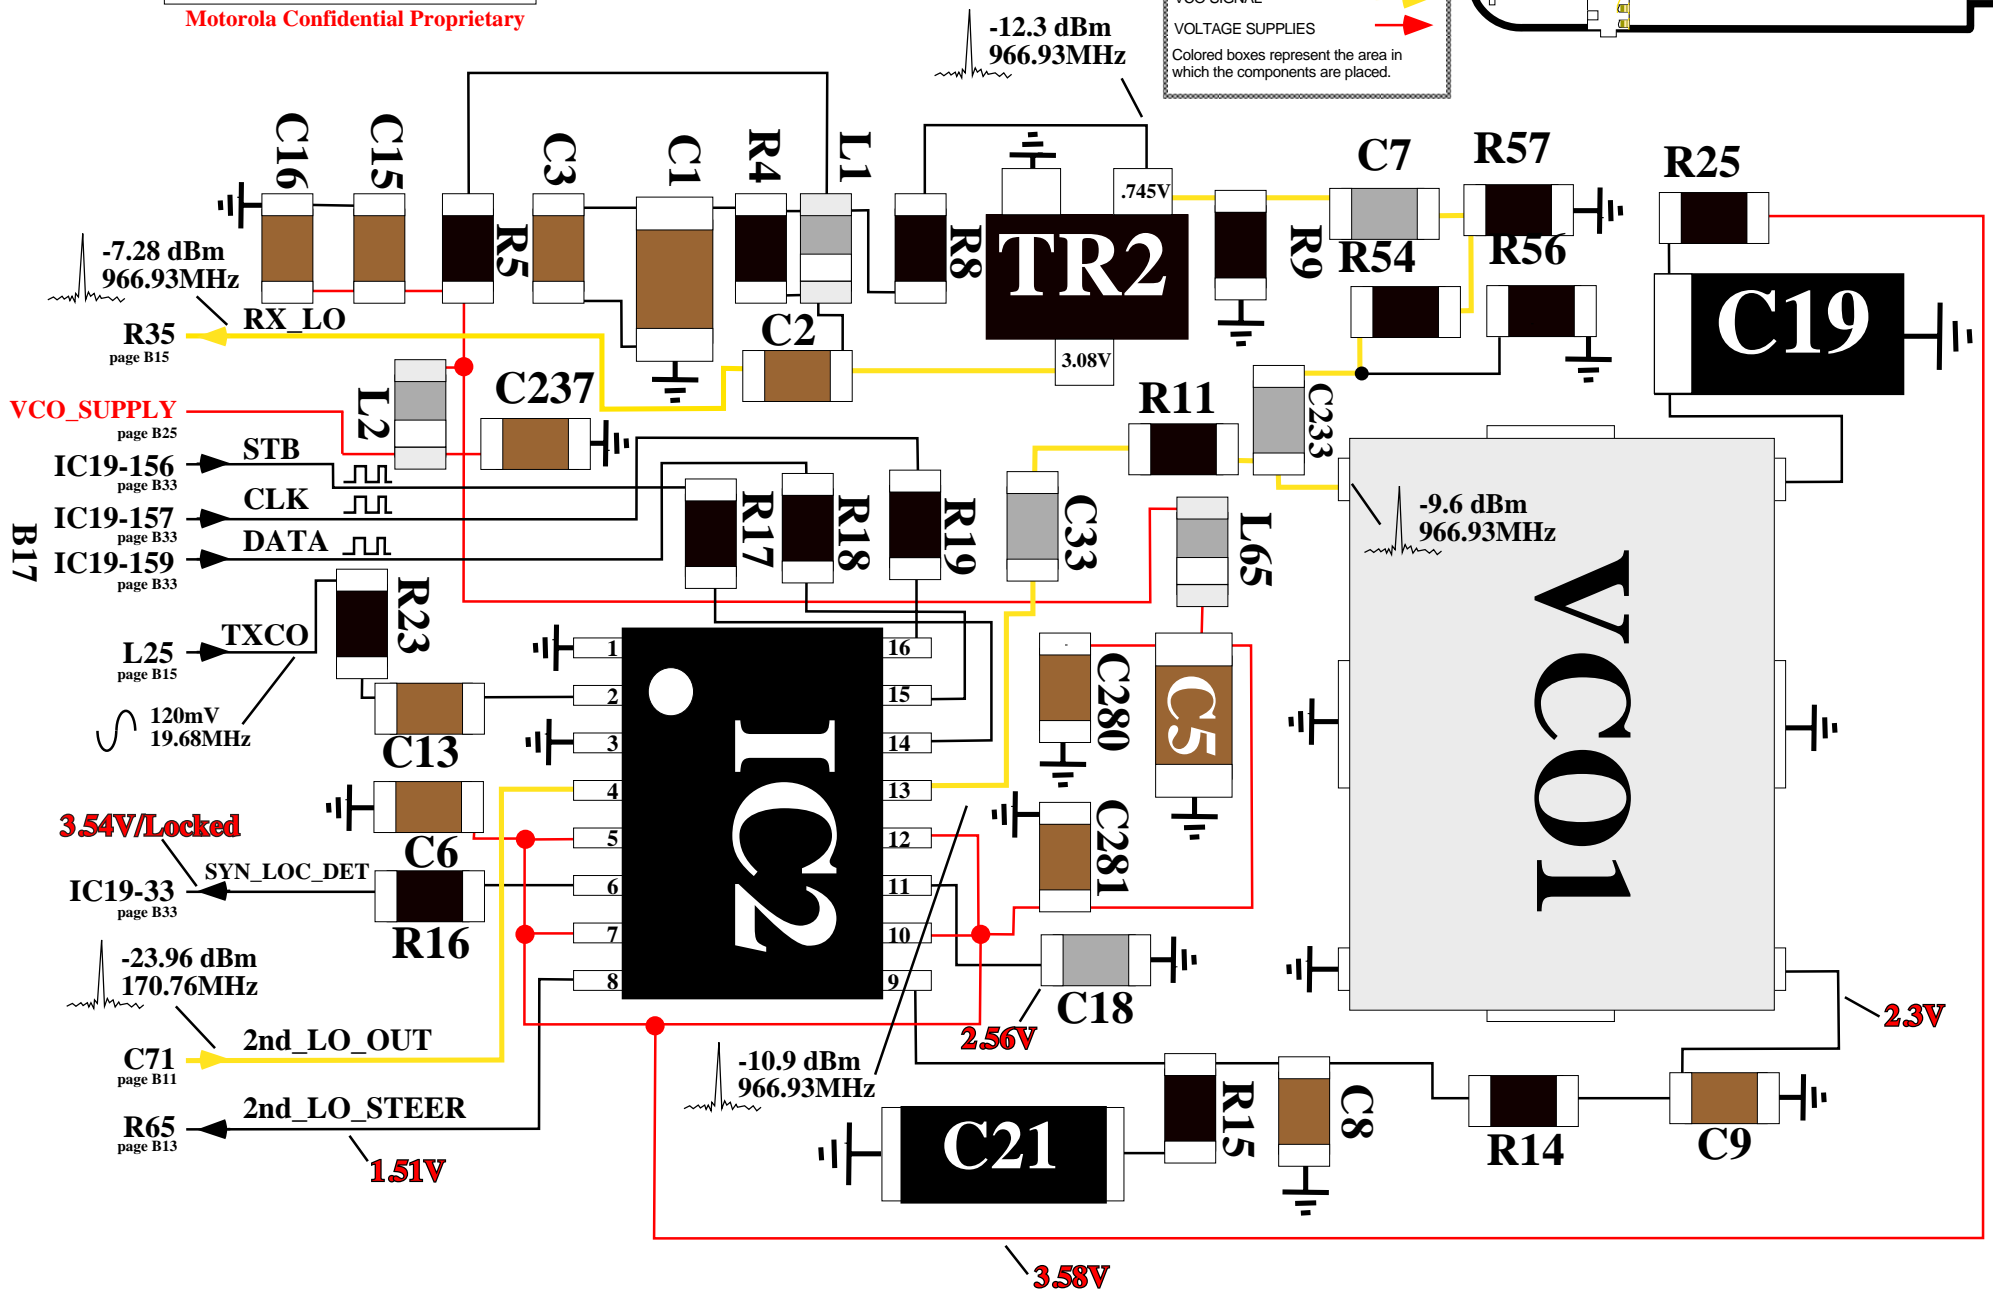 Motorola Confidential Proprietary
VCO SIGNAL
VOLTAGE SUPPLIES
Colored boxes represent the area in
which the components are placed.
-12.3 dBm
966.93MHz
C16
C15
R5
C3
C1
R4
L1
R8
TR2
.745V
3.08V
R9
C7
R57
R54
R56
R25
C19
-7.28 dBm
966.93MHz
R35
page B15
RX_LO
C2
L2
C237
VCO_SUPPLY
page B25
IC19-156
page B33
STB
IC19-157
page B33
CLK
IC19-159
page B33
DATA
B17
R17
R18
R19
C33
R11
C233
L65
-9.6 dBm
966.93MHz
VCO1
L25
page B15
TXCO
R23
120mV
19.68MHz
C13
C6
3.54V/Locked
IC19-33
page B33
SYN_LOC_DET
R16
IC2
1
2
3
4
5
6
7
8
16
15
14
13
12
11
10
9
C280
C5
C281
C18
2.56V
2.3V
-23.96 dBm
170.76MHz
C71
page B11
2nd_LO_OUT
R65
page B13
2nd_LO_STEER
1.51V
-10.9 dBm
966.93MHz
C21
R15
C8
R14
C9
3.58V